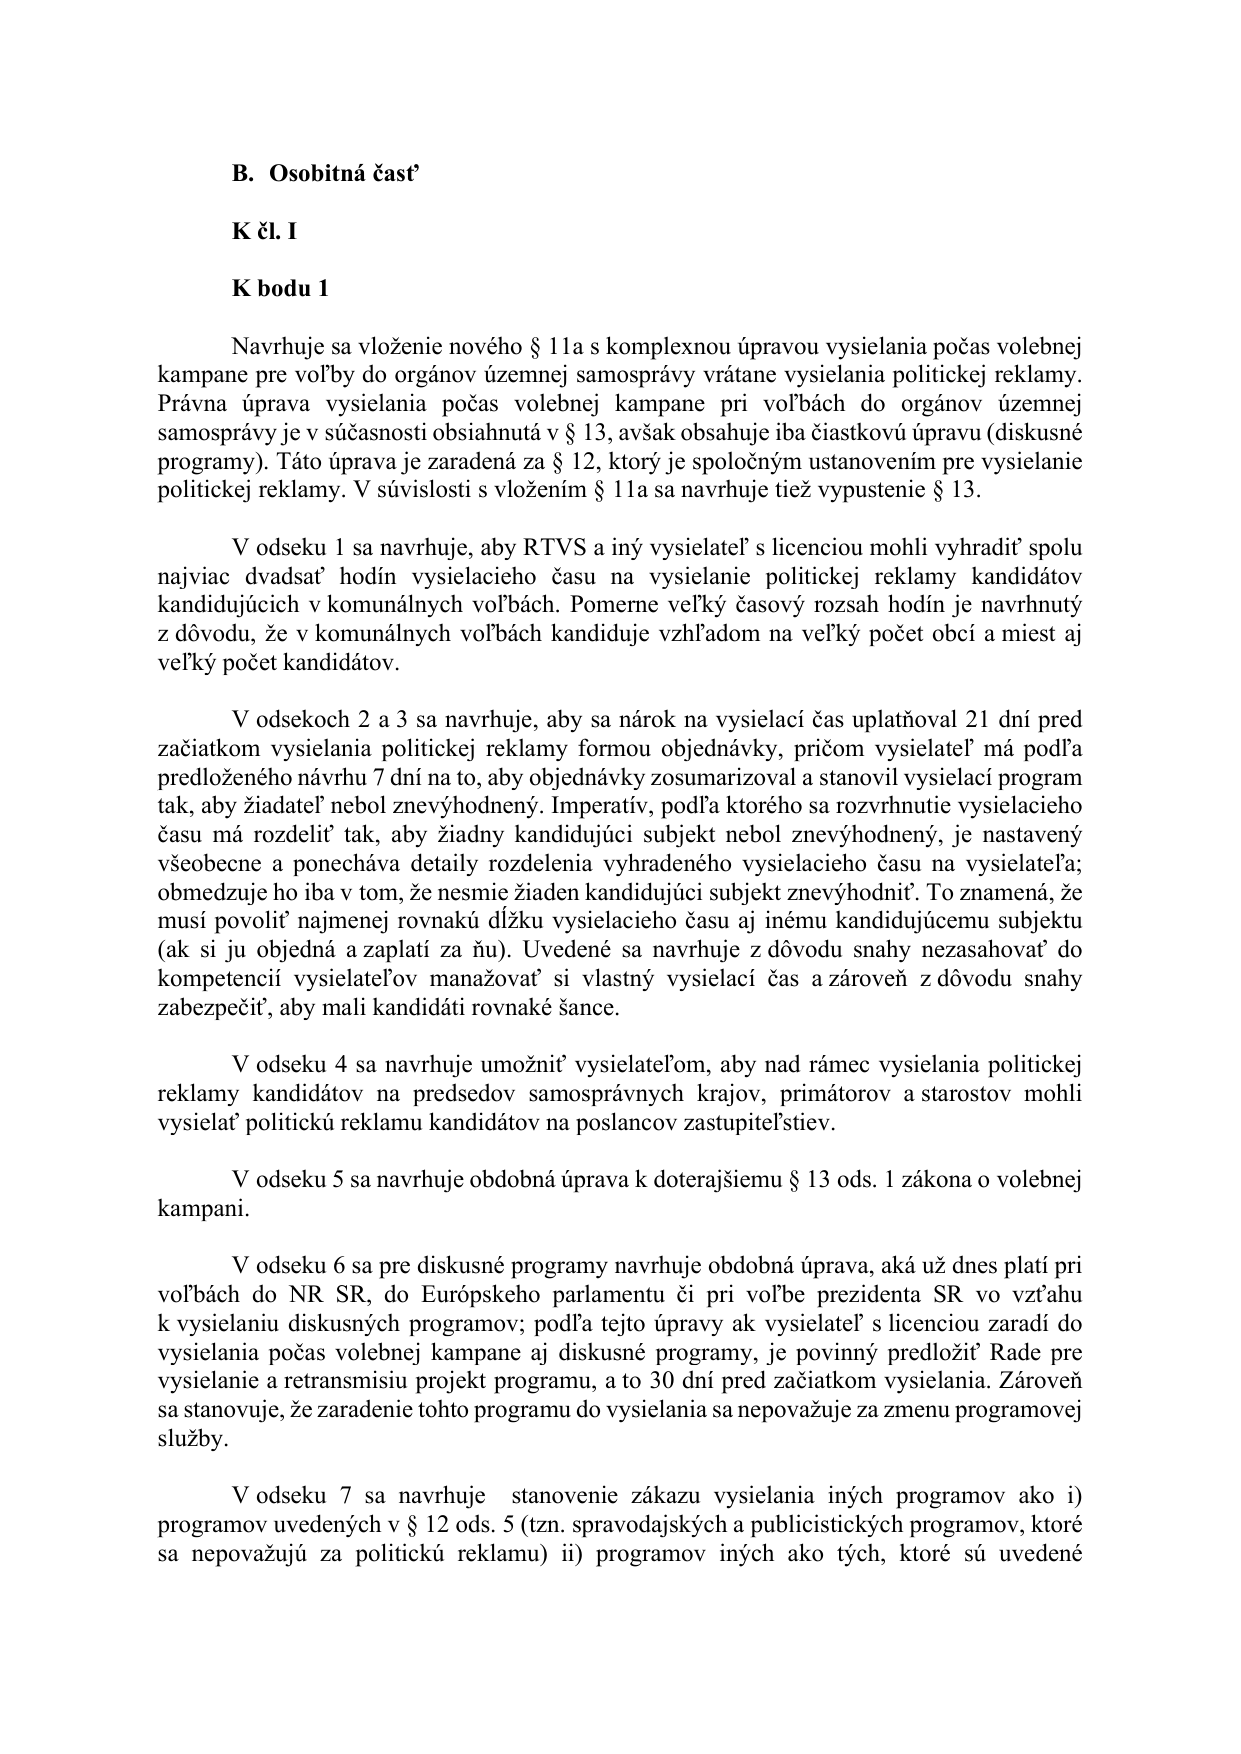 B. Osobitná časť
K čl. I
K bodu 1
Navrhuje sa vloženie nového § 11a s komplexnou úpravou vysielania počas volebnej
kampane pre voľby do orgánov územnej samosprávy vrátane vysielania politickej reklamy.
Právna úprava vysielania počas volebnej kampane pri voľbách do orgánov územnej
samosprávy je v súčasnosti obsiahnutá v § 13, avšak obsahuje iba čiastkovú úpravu (diskusné
programy). Táto úprava je zaradená za § 12, ktorý je spoločným ustanovením pre vysielanie
politickej reklamy. V súvislosti s vložením § 11a sa navrhuje tiež vypustenie § 13.
V odseku 1 sa navrhuje, aby RTVS a iný vysielateľ s licenciou mohli vyhradiť spolu
najviac dvadsať hodín vysielacieho času na vysielanie politickej reklamy kandidátov
kandidujúcich v komunálnych voľbách. Pomerne veľký časový rozsah hodín je navrhnutý
z dôvodu, že v komunálnych voľbách kandiduje vzhľadom na veľký počet obcí a miest aj
veľký počet kandidátov.
V odsekoch 2 a 3 sa navrhuje, aby sa nárok na vysielací čas uplatňoval 21 dní pred
začiatkom vysielania politickej reklamy formou objednávky, pričom vysielateľ má podľa
predloženého návrhu 7 dní na to, aby objednávky zosumarizoval a stanovil vysielací program
tak, aby žiadateľ nebol znevýhodnený. Imperatív, podľa ktorého sa rozvrhnutie vysielacieho
času má rozdeliť tak, aby žiadny kandidujúci subjekt nebol znevýhodnený, je nastavený
všeobecne a ponecháva detaily rozdelenia vyhradeného vysielacieho času na vysielateľa;
obmedzuje ho iba v tom, že nesmie žiaden kandidujúci subjekt znevýhodniť. To znamená, že
musí povoliť najmenej rovnakú dĺžku vysielacieho času aj inému kandidujúcemu subjektu
(ak si ju objedná a zaplatí za ňu). Uvedené sa navrhuje z dôvodu snahy nezasahovať do
kompetencií vysielateľov manažovať si vlastný vysielací čas a zároveň z dôvodu snahy
zabezpečiť, aby mali kandidáti rovnaké šance.
V odseku 4 sa navrhuje umožniť vysielateľom, aby nad rámec vysielania politickej
reklamy kandidátov na predsedov samosprávnych krajov, primátorov a starostov mohli
vysielať politickú reklamu kandidátov na poslancov zastupiteľstiev.
V odseku 5 sa navrhuje obdobná úprava k doterajšiemu § 13 ods. 1 zákona o volebnej
kampani.
V odseku 6 sa pre diskusné programy navrhuje obdobná úprava, aká už dnes platí pri
voľbách do NR SR, do Európskeho parlamentu či pri voľbe prezidenta SR vo vzťahu
k vysielaniu diskusných programov; podľa tejto úpravy ak vysielateľ s licenciou zaradí do
vysielania počas volebnej kampane aj diskusné programy, je povinný predložiť Rade pre
vysielanie a retransmisiu projekt programu, a to 30 dní pred začiatkom vysielania. Zároveň
sa stanovuje, že zaradenie tohto programu do vysielania sa nepovažuje za zmenu programovej
služby.
V odseku 7 sa navrhuje  stanovenie zákazu vysielania iných programov ako i)
programov uvedených v § 12 ods. 5 (tzn. spravodajských a publicistických programov, ktoré
sa nepovažujú za politickú reklamu) ii) programov iných ako tých, ktoré sú uvedené